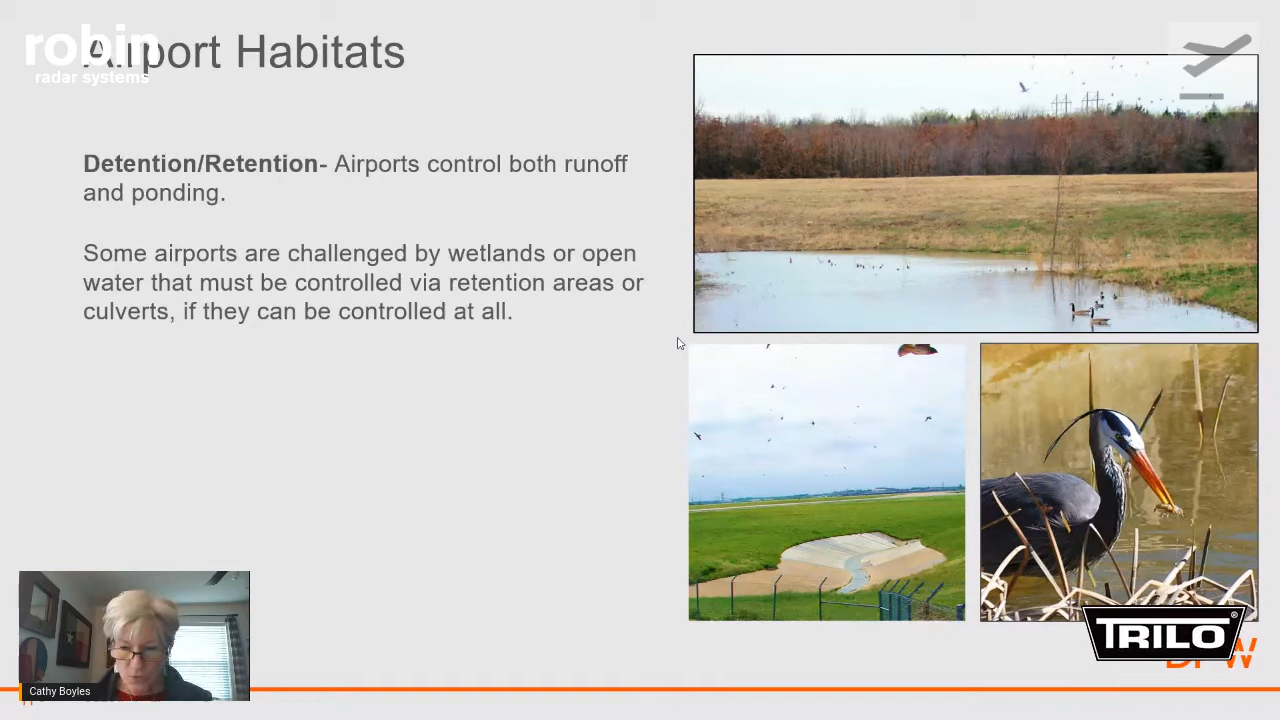 robin
radar systems
Airport Habitats
Detention/Retention- Airports control both runoff
and ponding.
Some airports are challenged by wetlands or open
water that must be controlled via retention areas or
culverts, if they can be controlled at all.
TRILO®
DFW
Cathy Boyles